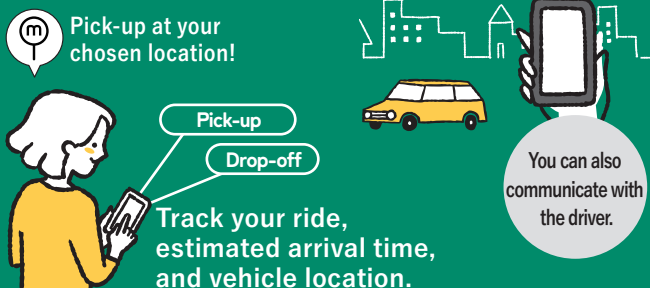 m
Pick-up at your
chosen location!
Pick-up
Drop-off
Track your ride,
estimated arrival time,
and vehicle location.
You can also
communicate with
the driver.